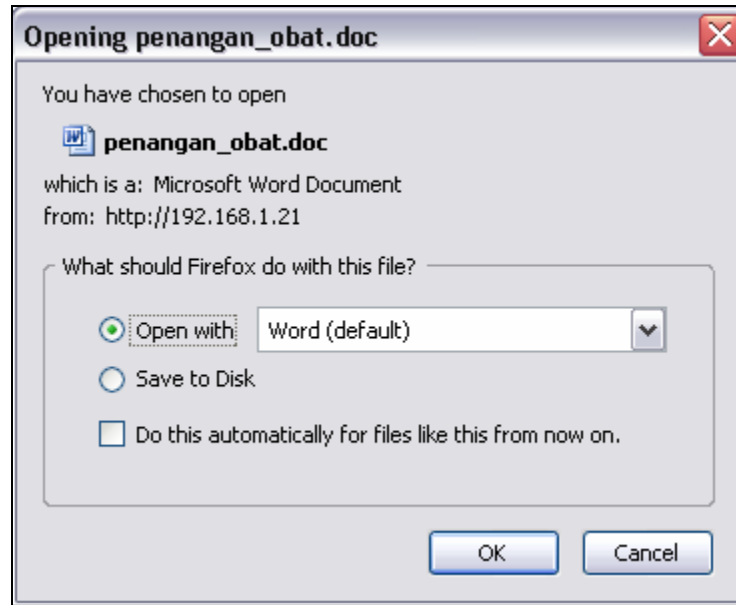 Opening penangan_obat.doc
You have chosen to open
penangan_obat.doc
which is a: Microsoft Word Document
from: http://192.168.1.21
What should Firefox do with this file?
Open with Word (default)
Save to Disk
Do this automatically for files like this from now on.
OK Cancel